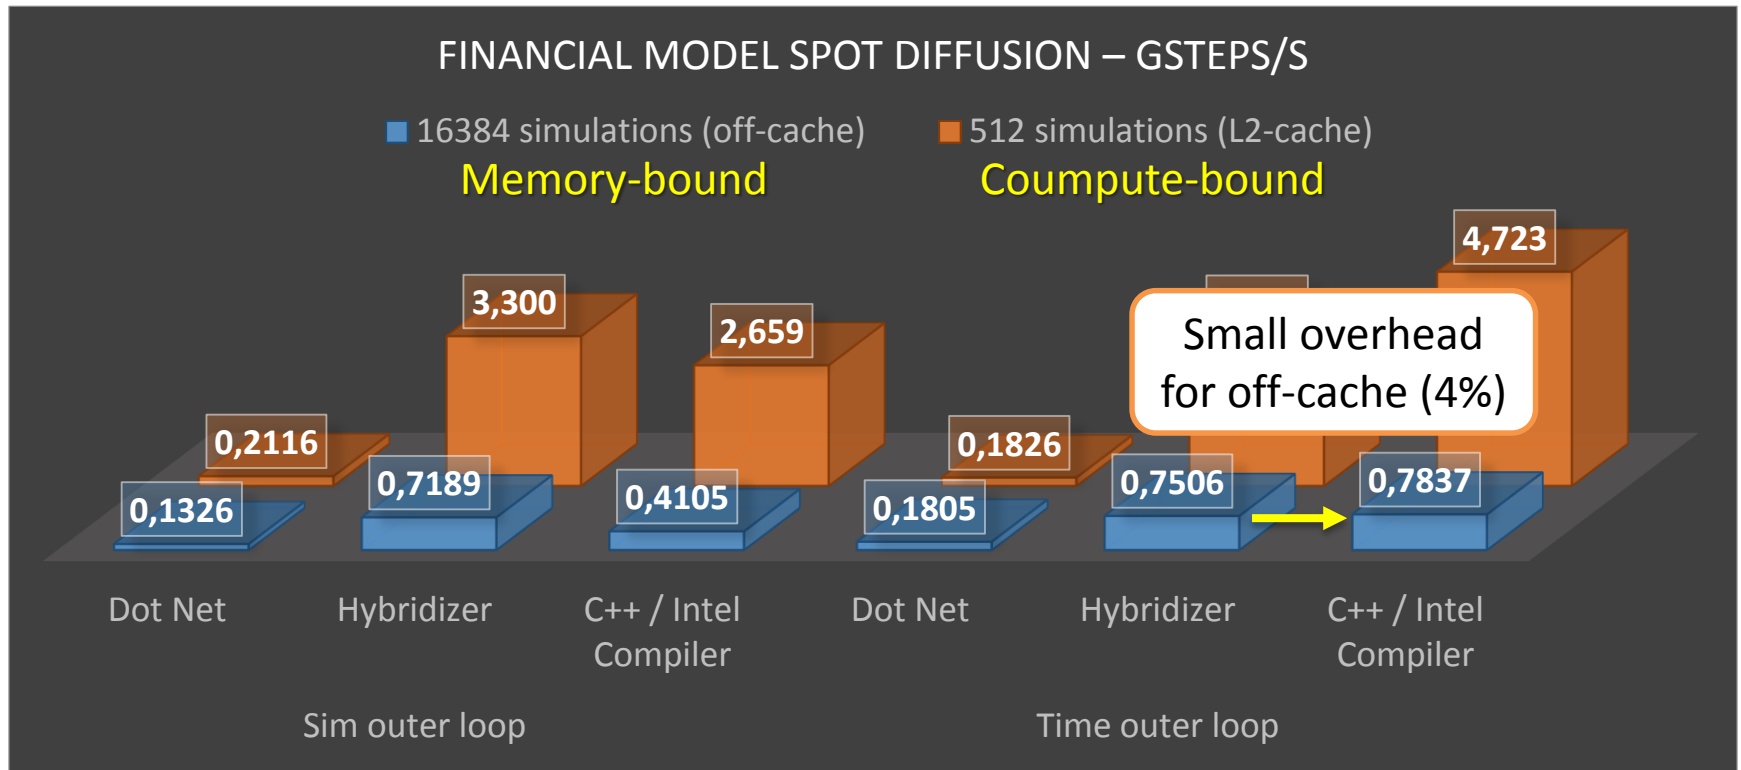 FINANCIAL MODEL SPOT DIFFUSION – GSTEPS/S
16384 simulations (off-cache) 512 simulations (L2-cache)
Memory-bound Coumpute-bound
4,723
3,300
2,659
Small overhead
for off-cache (4%)
0,2116
0,1826
0,1326
0,7189
0,4105
0,1805
0,7506
0,7837
Dot Net Hybridizer C++ / Intel Dot Net Hybridizer C++ / Intel
Compiler Compiler
Sim outer loop Time outer loop